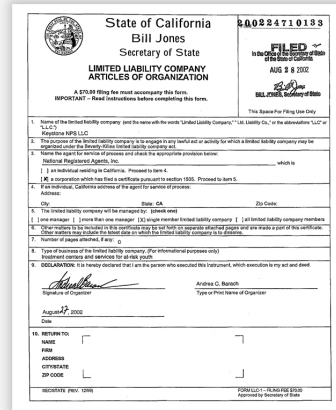 State of California
Bill Jones
Secretary of State
LIMITED LIABILITY COMPANY
ARTICLES OF ORGANIZATION
A $70.00 filing fee must accompany this form.
IMPORTANT – Read instructions before completing this form.
200224710133
FILED
In the Office of the Secretary of State
of the State of California
AUG 28 2002
BILL JONES, Secretary of State
This Space For Filing Use Only
1. Name of the limited liability company (end the name with the words "Limited Liability Company," "Ltd. Liability Co.," or the abbreviations "LLC" or
"L.L.C.")
Keystone NPS LLC
2. The purpose of the limited liability company is to engage in any lawful act or activity for which a limited liability company may be
organized under the Beverly-Killea limited liability company act.
3. Name the agent for service of process and check the appropriate provision below:
National Registered Agents, Inc. which is
[ ] an individual residing in California. Proceed to item 4.
[X] a corporation which has filed a certificate pursuant to section 1505. Proceed to item 5.
4. If an individual, California address of the agent for service of process:
Address:
City: State: CA Zip Code:
5. The limited liability company will be managed by: (check one)
[ ] one manager [ ] more than one manager [X] single member limited liability company [ ] all limited liability company members
6. Other matters to be included in this certificate may be set forth on separate attached pages and are made a part of this certificate.
Other matters may include the latest date on which the limited liability company is to dissolve.
7. Number of pages attached, if any: 0
8. Type of business of the limited liability company. (For informational purposes only)
treatment centers and services for at-risk youth
9. DECLARATION: It is hereby declared that I am the person who executed this instrument, which execution is my act and deed.
Signature of Organizer
Andrea C. Barach
Type or Print Name of Organizer
August 27, 2002
Date
10. RETURN TO:
NAME
FIRM
ADDRESS
CITY/STATE
ZIP CODE
SEC/STATE (REV. 12/99)
FORM LLC-1 – FILING FEE $70.00
Approved by Secretary of State